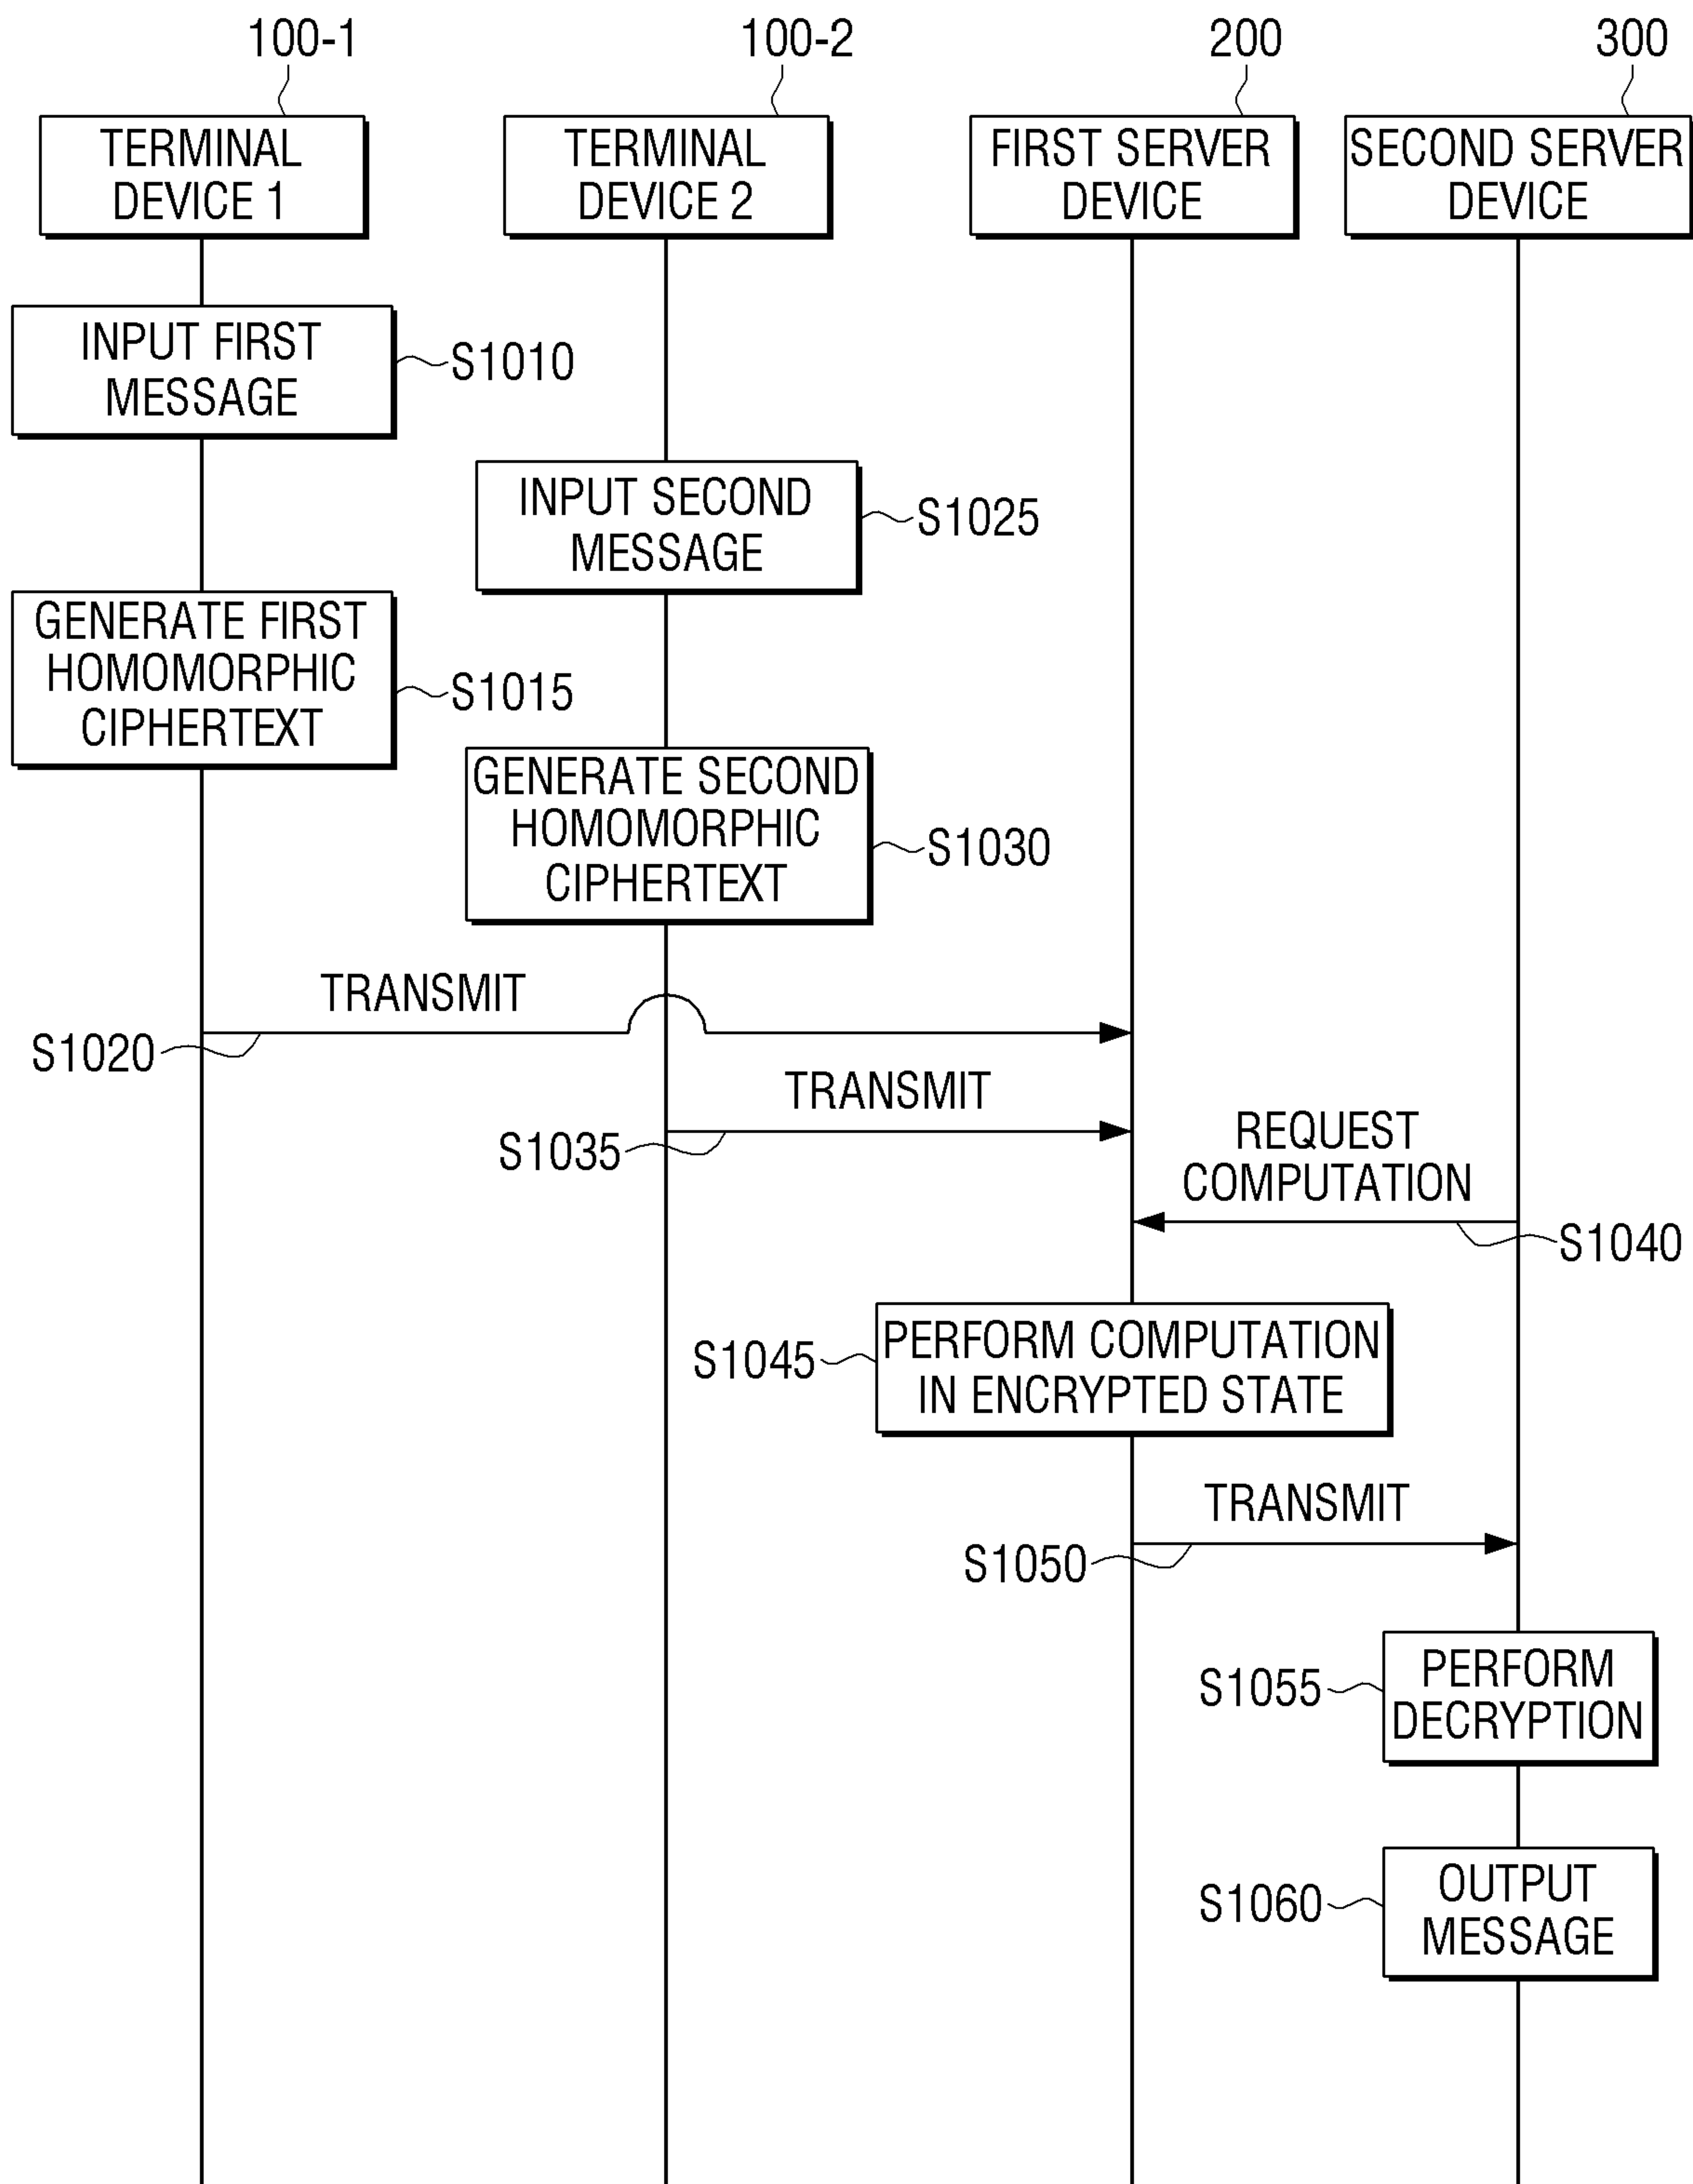 100-1
100-2
200
300
TERMINAL
DEVICE 1
TERMINAL
DEVICE 2
FIRST SERVER
DEVICE
SECOND SERVER
DEVICE
INPUT FIRST
MESSAGE
S1010
INPUT SECOND
MESSAGE
S1025
GENERATE FIRST
HOMOMORPHIC
CIPHERTEXT
S1015
GENERATE SECOND
HOMOMORPHIC
CIPHERTEXT
S1030
TRANSMIT
S1020
TRANSMIT
S1035
REQUEST
COMPUTATION
S1040
S1045
PERFORM COMPUTATION
IN ENCRYPTED STATE
TRANSMIT
S1050
S1055
PERFORM
DECRYPTION
S1060
OUTPUT
MESSAGE